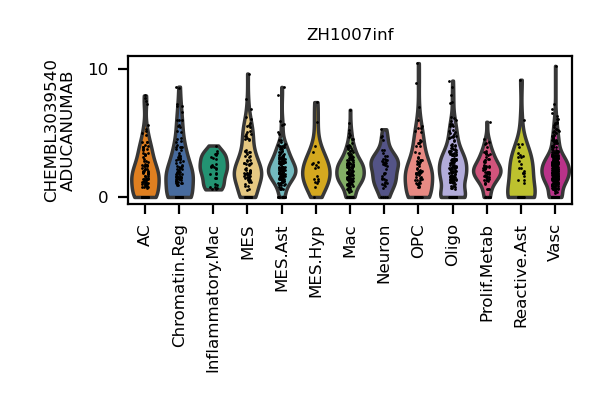 ZH1007inf
CHEMBL3039540
ADUCANUMAB
10
0
AC
Chromatin.Reg
Inflammatory.Mac
MES
MES.Ast
MES.Hyp
Mac
Neuron
OPC
Oligo
Prolif.Metab
Reactive.Ast
Vasc